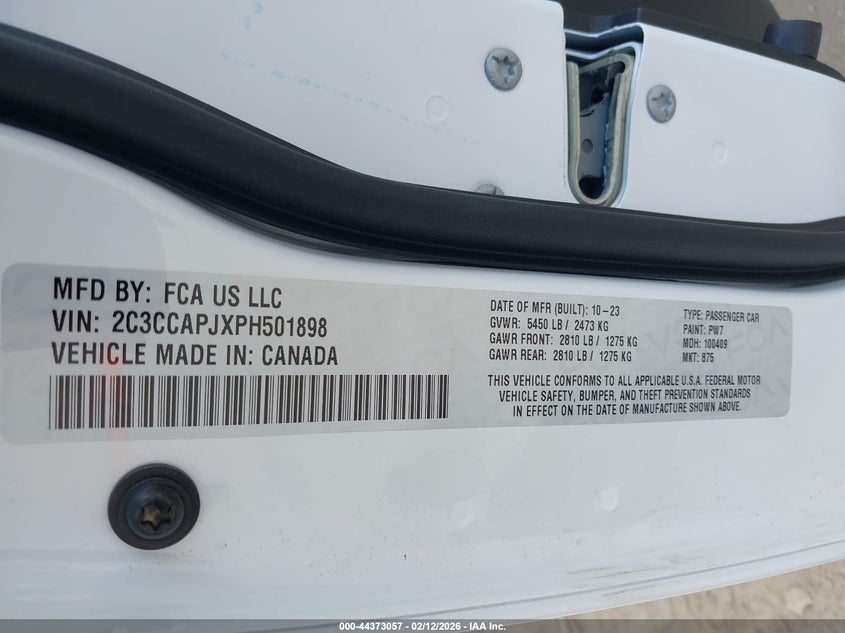 MFD BY: FCA US LLC
VIN: 2C3CCAPJXPH501898
VEHICLE MADE IN: CANADA
DATE OF MFR (BUILT): 10-23
GVWR: 5450 LB / 2473 KG
GAWR FRONT: 2810 LB / 1275 KG
GAWR REAR: 2810 LB / 1275 KG
TYPE: PASSENGER CAR
PAINT: PW7
MDH: 100409
MKT: 875
THIS VEHICLE CONFORMS TO ALL APPLICABLE U.S.A. FEDERAL MOTOR
VEHICLE SAFETY, BUMPER, AND THEFT PREVENTION STANDARDS
IN EFFECT ON THE DATE OF MANUFACTURE SHOWN ABOVE.
000-44373057 - 02/12/2026 - IAA Inc.